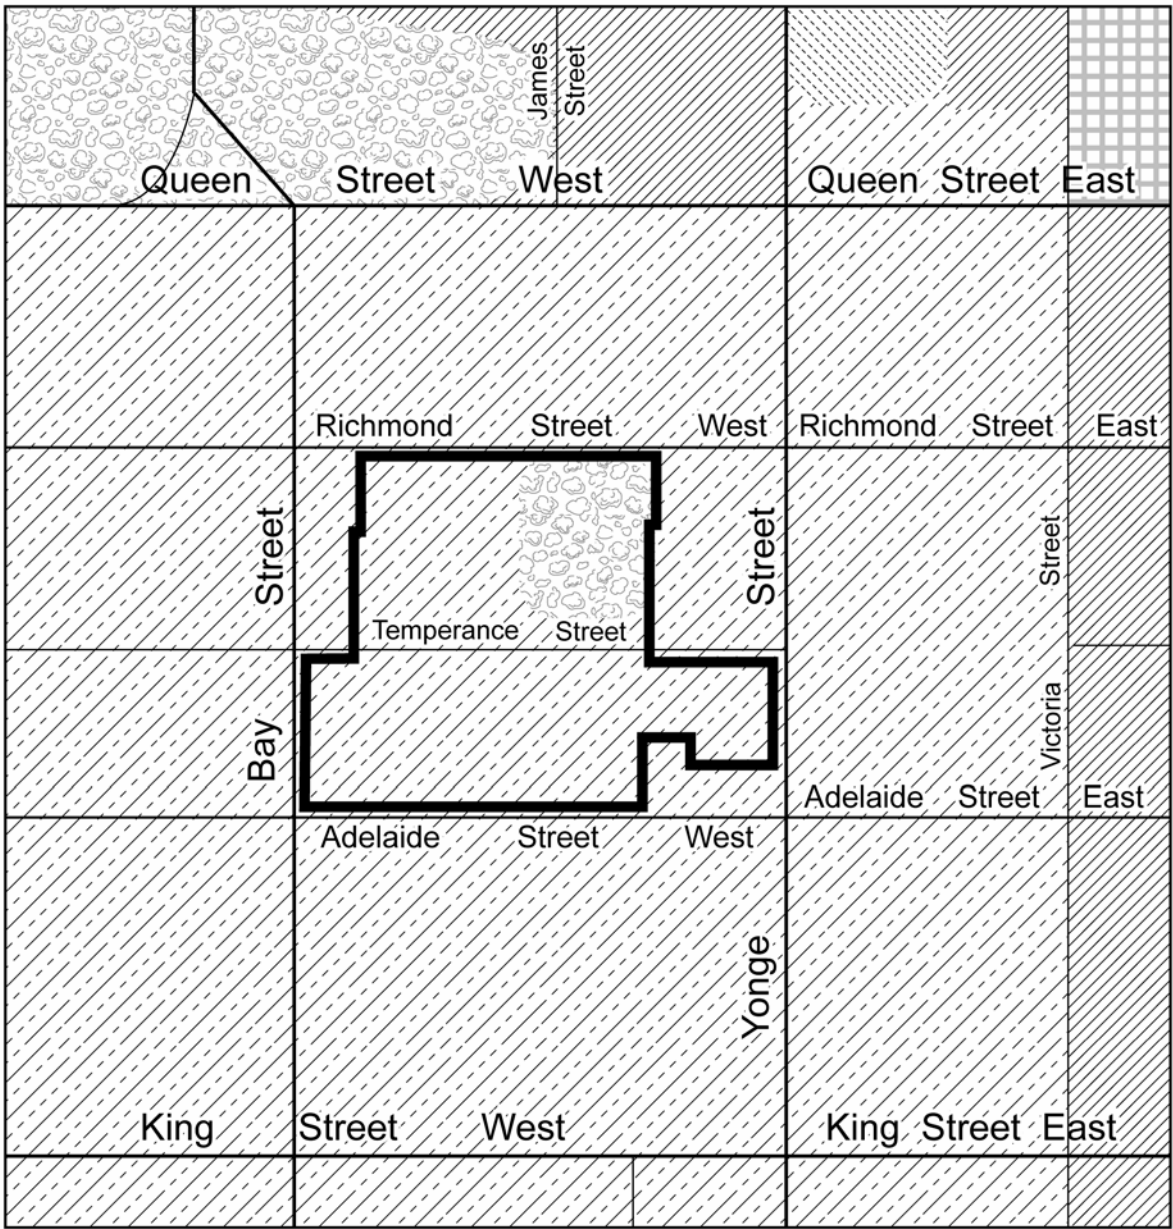 James
Street
Queen Street West
Queen Street East
Richmond Street West
Richmond Street East
Street
Bay
Temperance Street
Street
Yonge
Street
Victoria
Adelaide Street East
Adelaide Street West
King Street West
King Street East